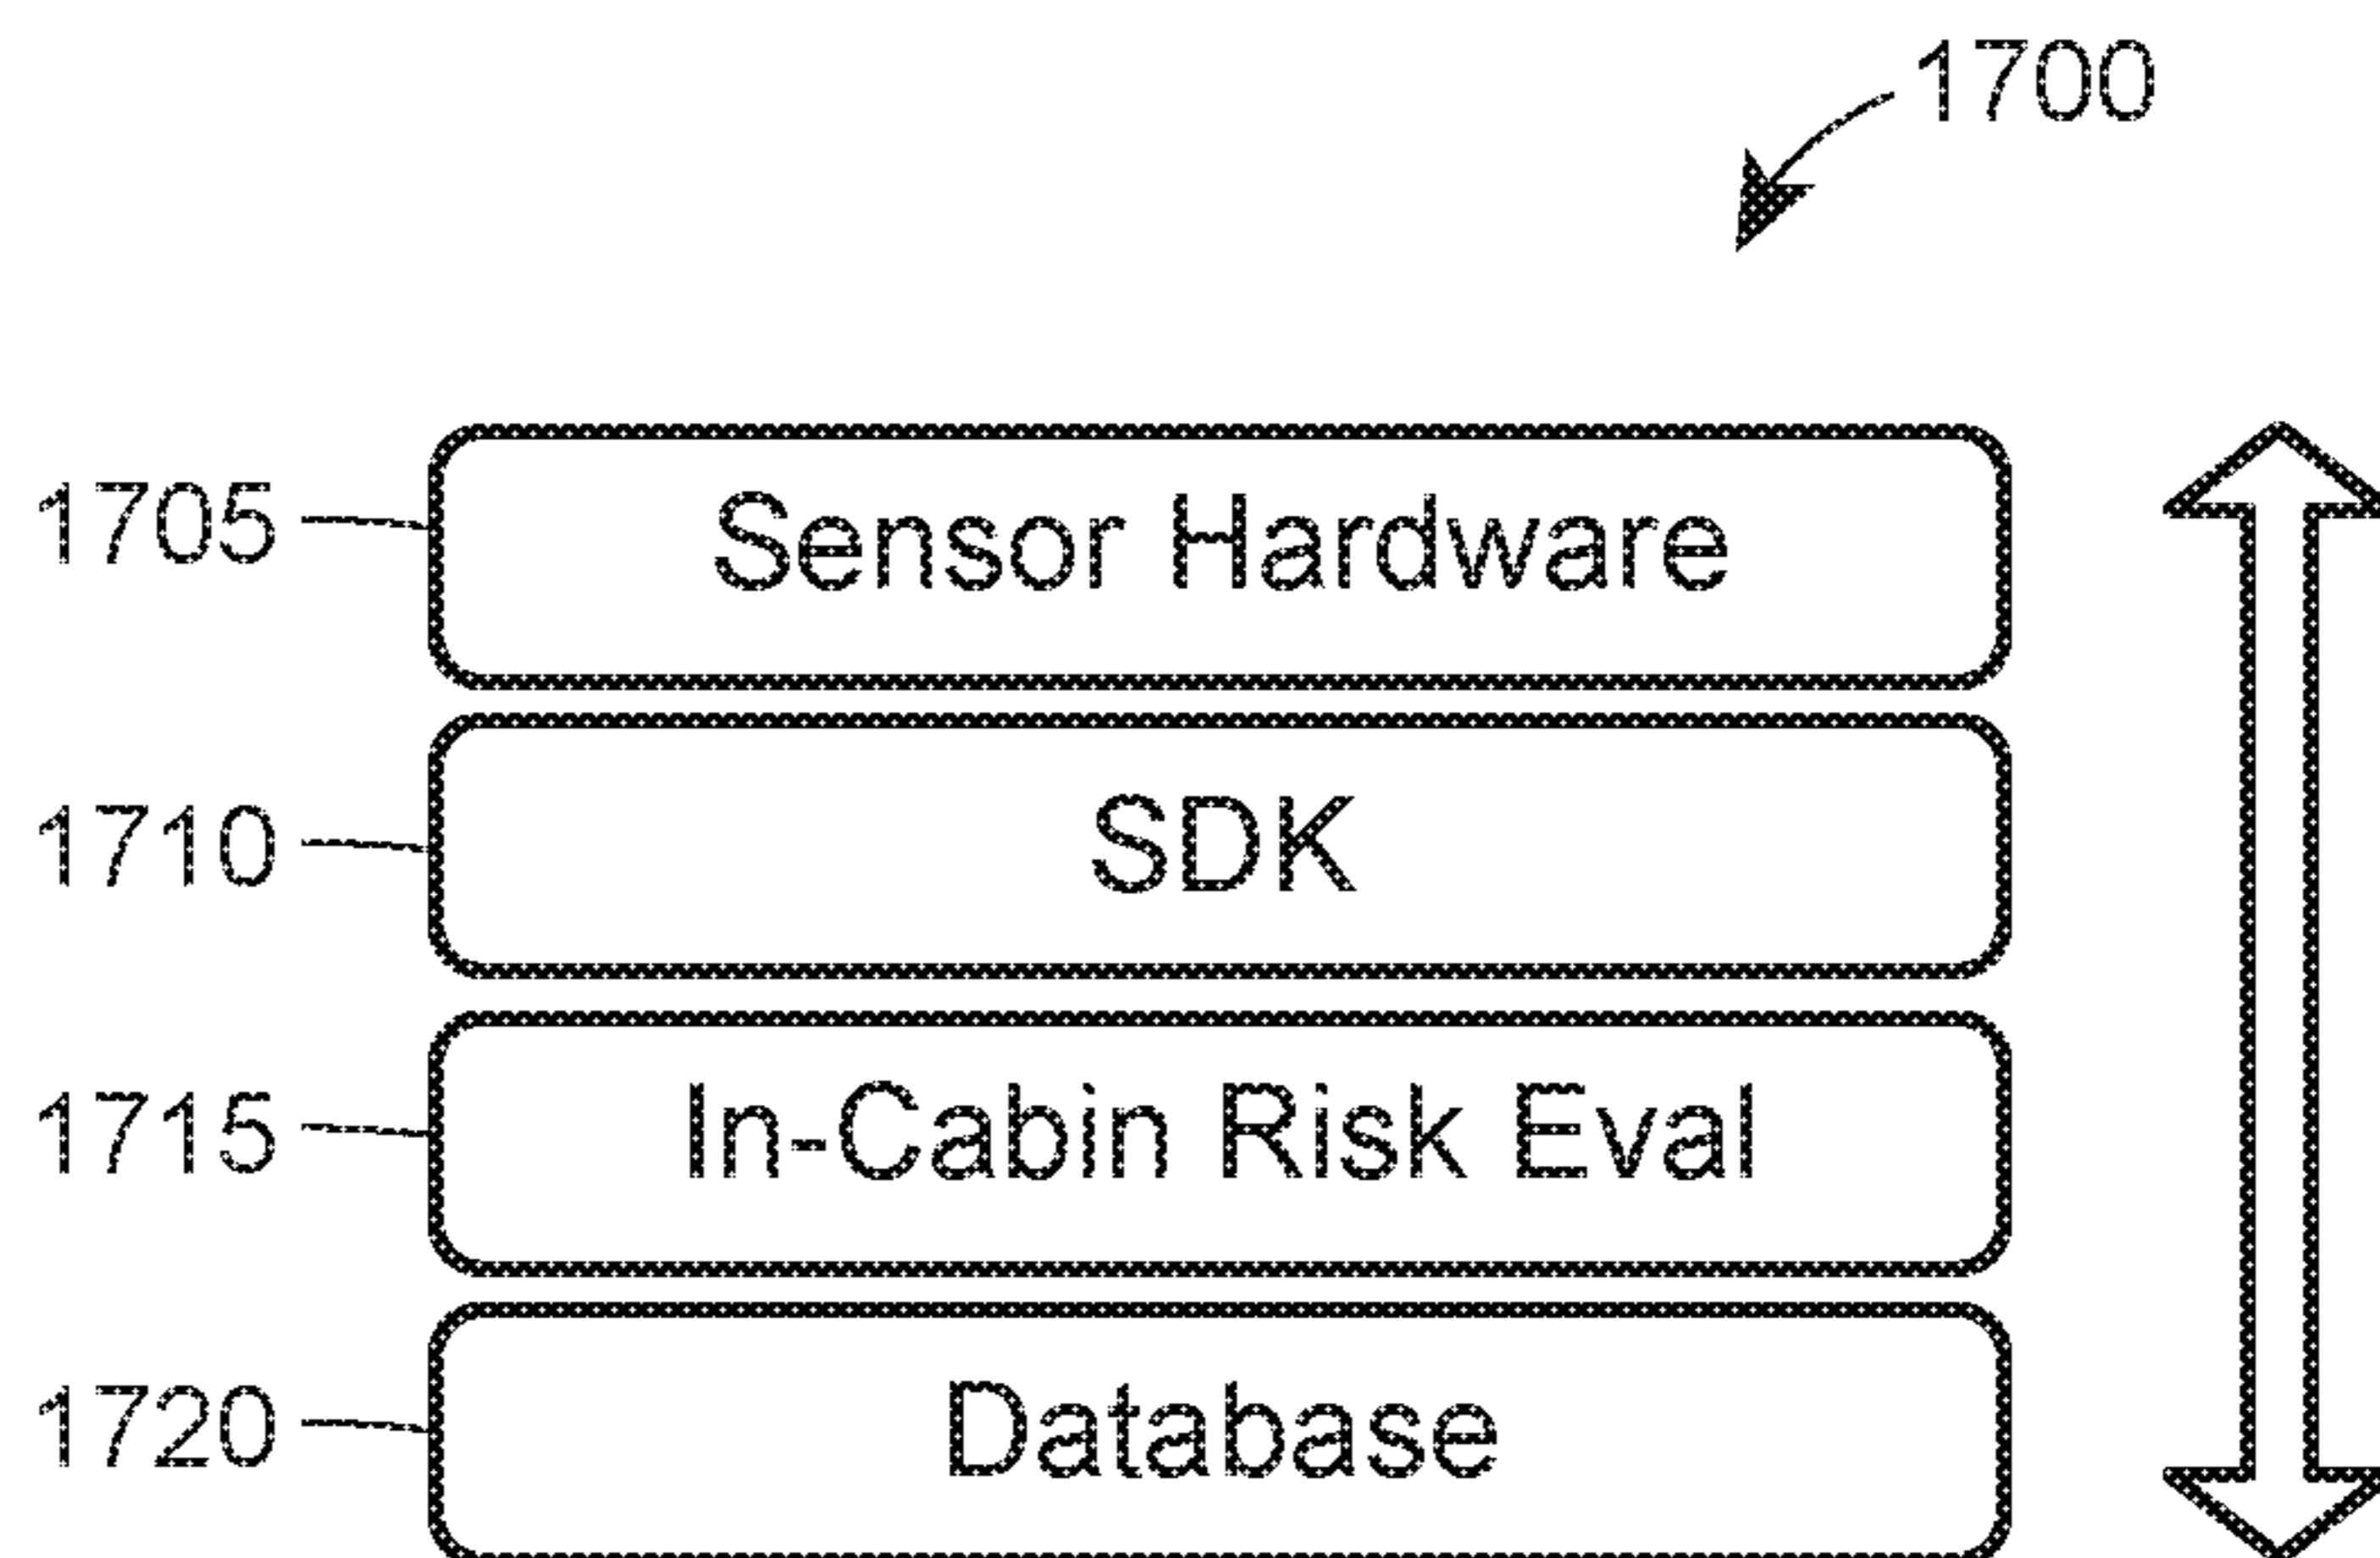 1700
1705 Sensor Hardware
1710 SDK
1715 In-Cabin Risk Eval
1720 Database